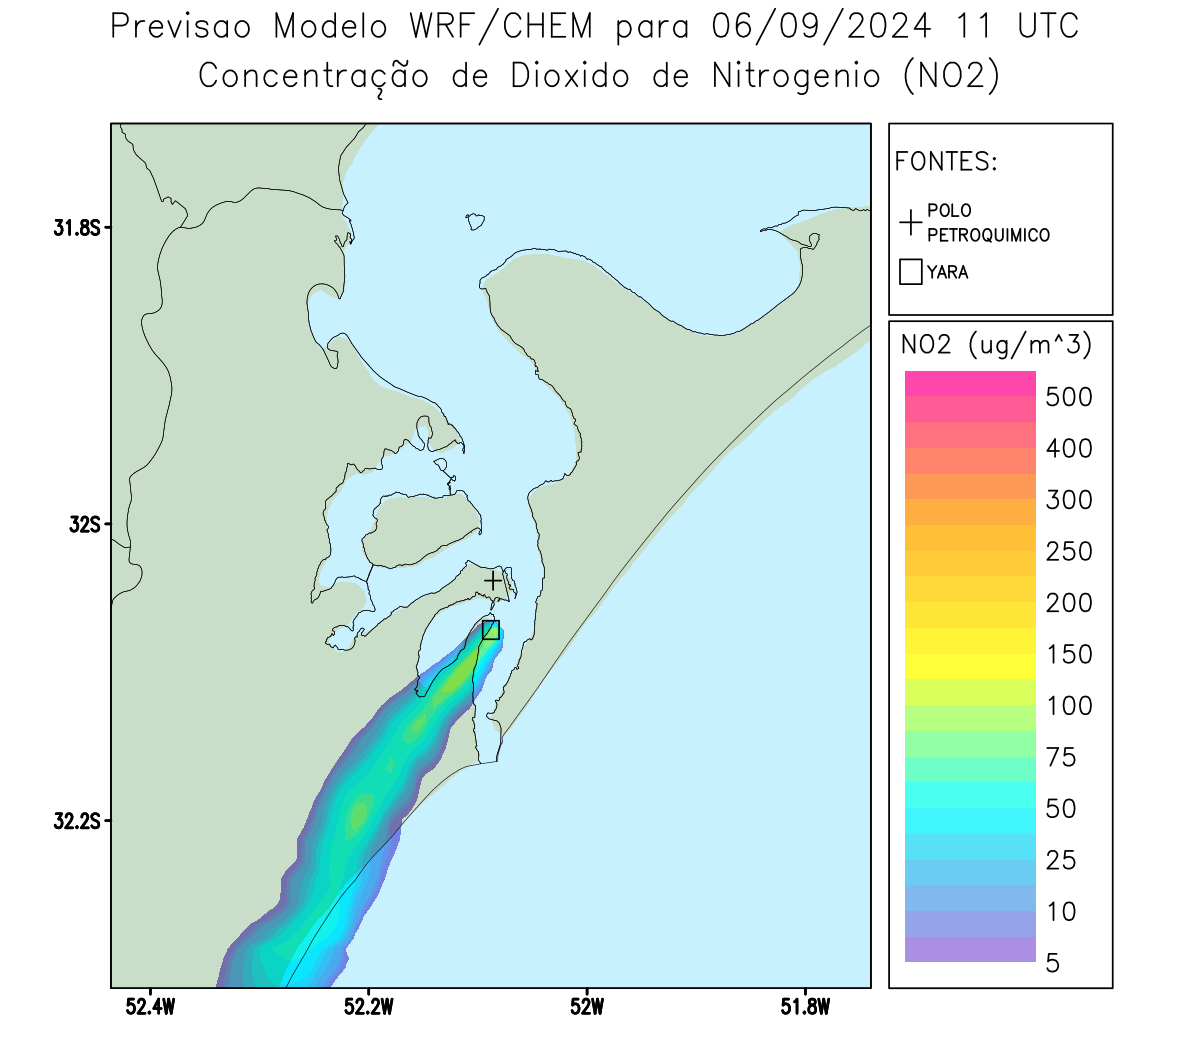 Previsao Modelo WRF/CHEM para 06/09/2024 11 UTC
Concentração de Dioxido de Nitrogenio (NO2)
FONTES:
POLO
PETROQUIMICO
YARA
NO2 (ug/m^3)
500
400
300
250
200
150
100
75
50
25
10
5
31.8S
32S
32.2S
52.4W
52.2W
52W
51.8W